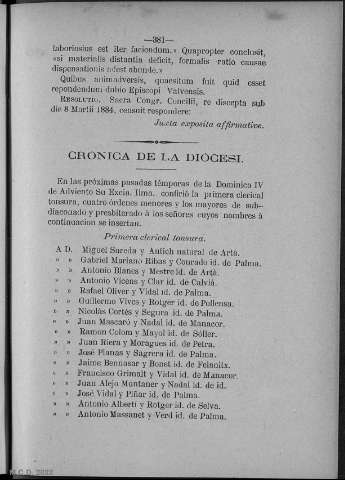 —381—
laboriosius est iter faciendum.» Quapropter conclosit,
«si materialis distantia deficit, formalis ratio causae
dispensationis adest abunde.»
Quibus animadversis, quaesitum fuit quid esset
repondendum dubio Episcopi Valvensis.
RESOLUTIO. Sacra Congr. Concilii, re discepta sub
die 8 Martii 1884, censuit respondere:
Juxta exposita affirmative.
CRÓNICA DE LA DIÓCESI.
En las próximas pasadas témporas de la Dominica IV
de Adviento Su Excia. Ilma. confirió la primera clerical
tonsura, cuatro órdenes menores y los mayores de sub-
diaconado y presbiterado à los señores cuyos nombres à
continuacion se insertan.
Primera clerical tonsura.
A D. Miguel Sureda y Antich natural de Artá.
» » Gabriel Mariano Ribas y Conrado id. de Palma.
» » Antonio Blanes y Mestre id. de Artà.
» » Antonio Vicens y Clar id. de Calviá.
» » Rafael Oliver y Vidal id. de Palma.
» » Guillermo Vives y Rotger id. de Pollensa.
» » Nicolás Cortés y Segura id. de Palma.
» » Juan Mascaró y Nadal id. de Manacor.
» » Ramon Colom y Mayol id. de Sóller.
» » Juan Riera y Moragues id. de Petra.
» » José Planas y Sagrera id. de Palma.
» » Jaime Bennasar y Bonet id. de Felanitx.
» » Francisco Grimalt y Vidal id. de Manacor.
» » Juan Alejo Muntaner y Nadal id. de id.
» » José Vidal y Piñar id. de Palma.
» » Antonio Alberti y Rotger id. de Selva.
» » Antonio Massanet y Verd id. de Palma.
M.C.D. 2022